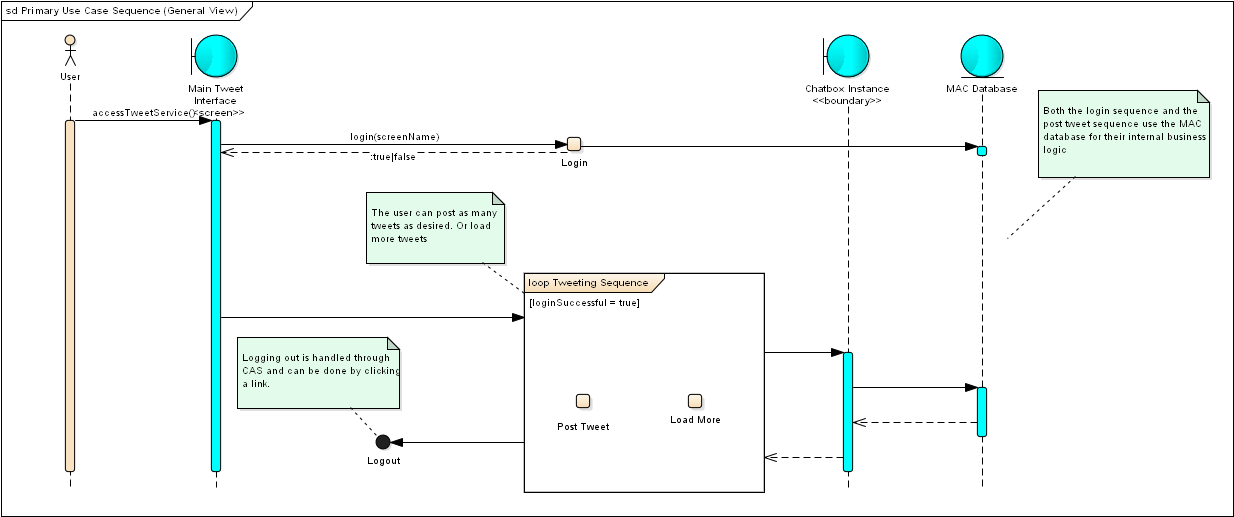 sd Primary Use Case Sequence (General View)
User
Main Tweet
Interface
<<screen>>
Chatbox Instance
<<boundary>>
MAC Database
accessTweetService()
Both the login sequence and the
post tweet sequence use the MAC
database for their internal business
logic
login(screenName)
:true|false
Login
The user can post as many
tweets as desired. Or load
more tweets
loop Tweeting Sequence
[loginSuccessful = true]
Logging out is handled through
CAS and can be done by clicking
a link.
Post Tweet
Load More
Logout